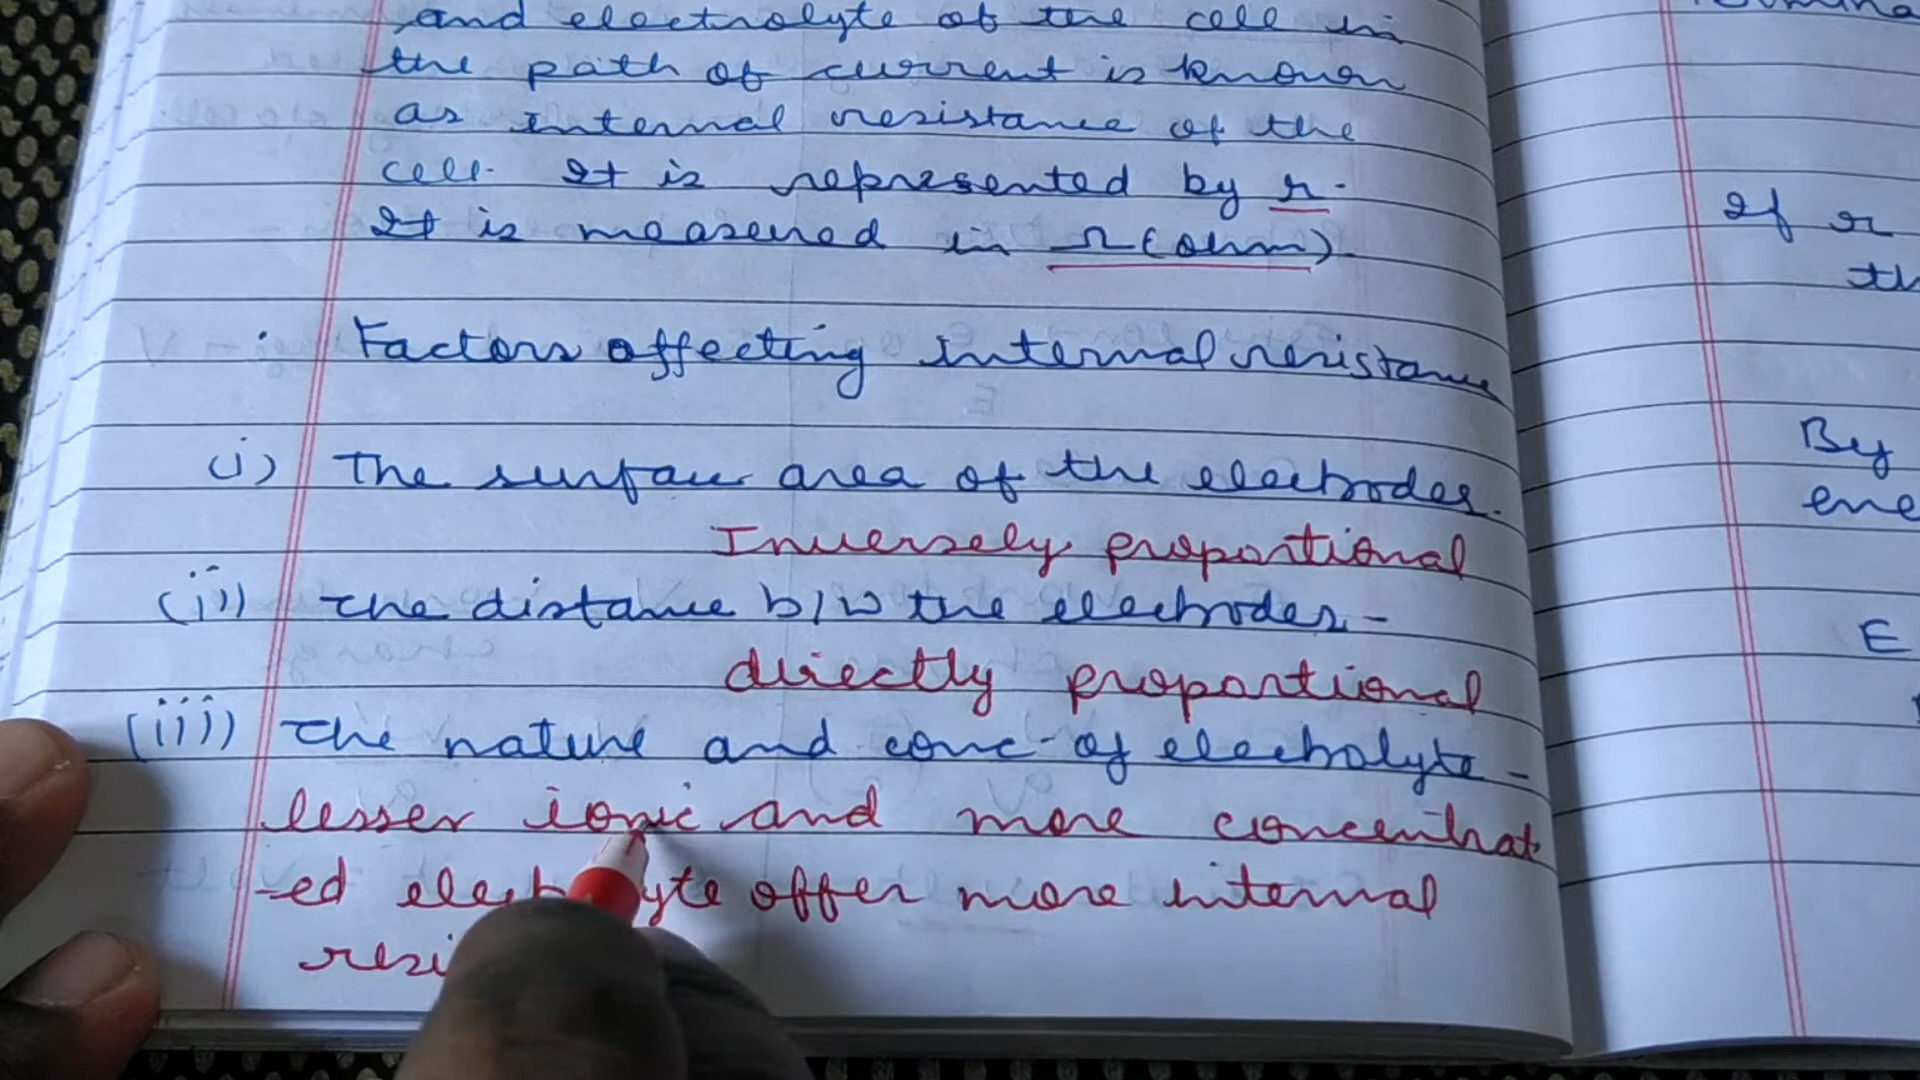 and electrolyte of the cell in
the path of current is known
as internal resistance of the
cell. It is represented by r.
It is measured in Ω (ohm).
Factors affecting internal resistance
(i) The surface area of the electrodes.
Inversely proportional
(ii) The distance b/w the electrodes -
directly proportional
(iii) The nature and conc. of electrolyte -
lesser ionic and more concentrat
-ed electrolyte offer more internal
If r
th
By
ene
E